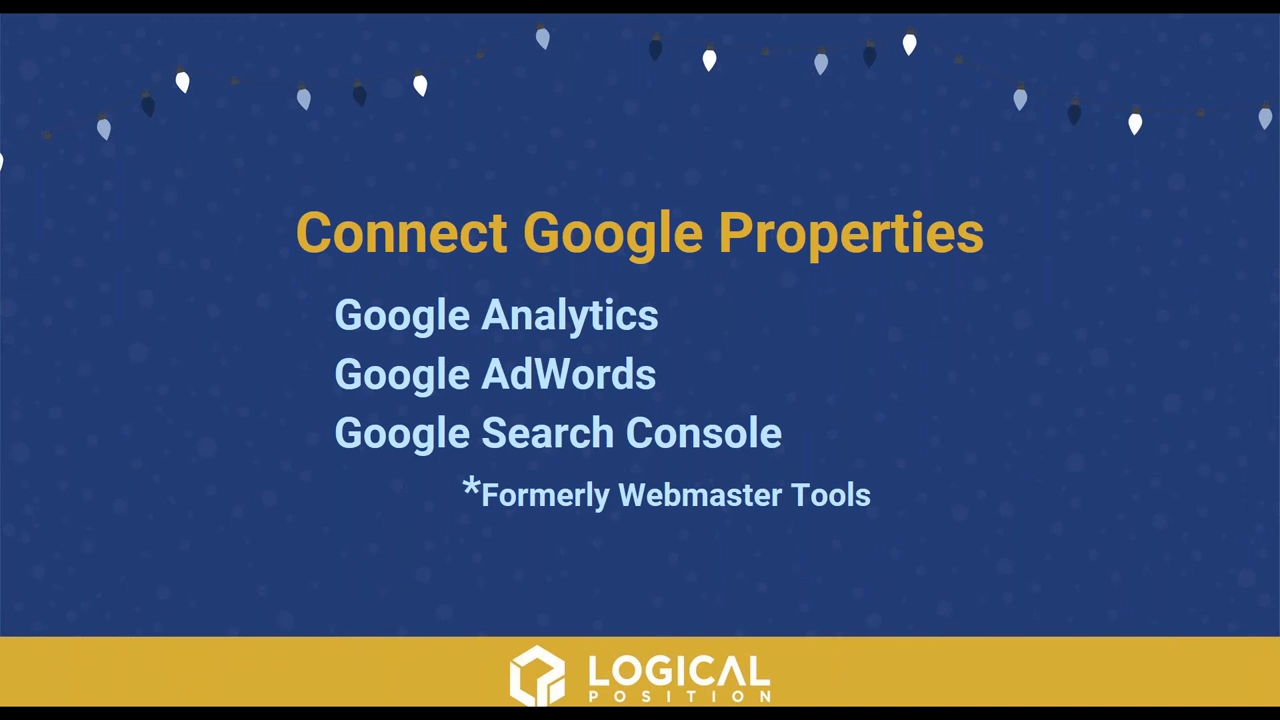 Connect Google Properties
Google Analytics
Google AdWords
Google Search Console
*Formerly Webmaster Tools
LOGICAL
POSITION